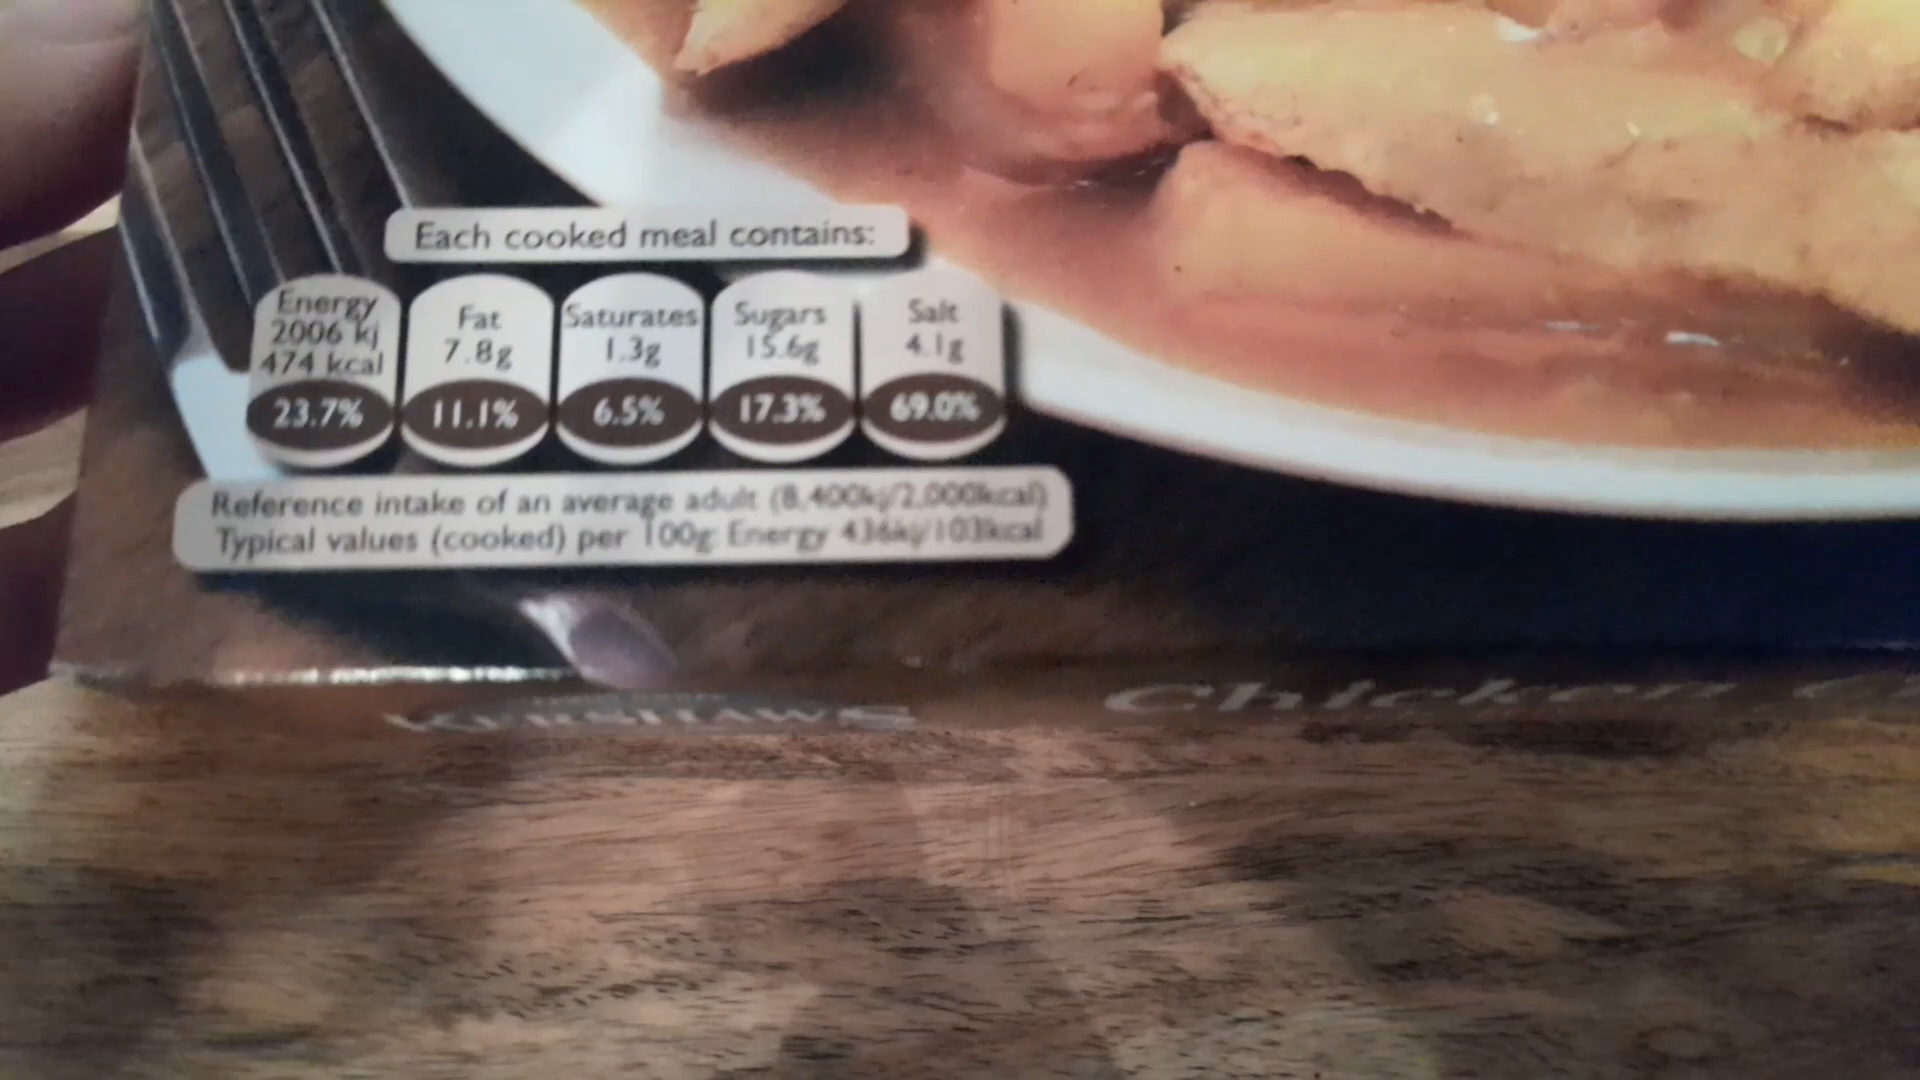 Each cooked meal contains:
Energy
2006 kj
474 kcal
23.7%
Fat
7.8g
11.1%
Saturates
1.3g
6.5%
Sugars
15.6g
17.3%
Salt
4.1g
69.0%
Reference intake of an average adult (8,400kj/2,000kcal)
Typical values (cooked) per 100g: Energy 436kj/103kcal
KERSHAWS
Chicken